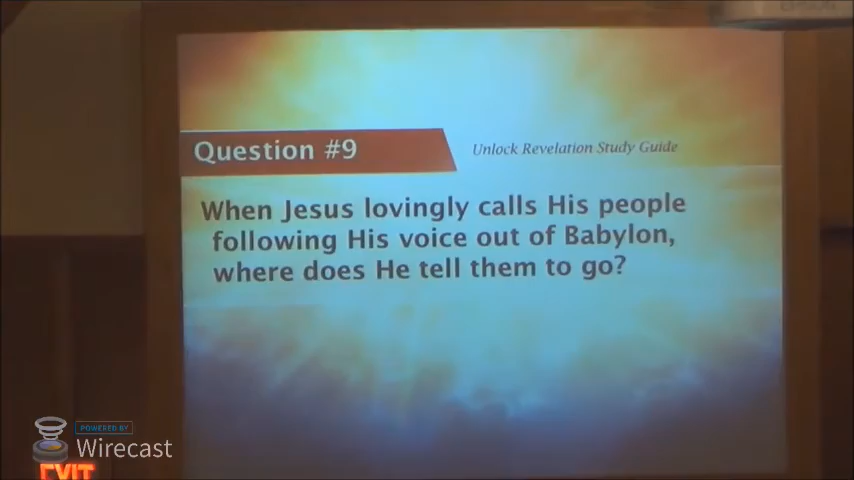 Question #9
Unlock Revelation Study Guide
When Jesus lovingly calls His people
following His voice out of Babylon,
where does He tell them to go?
POWERED BY
Wirecast
EXIT